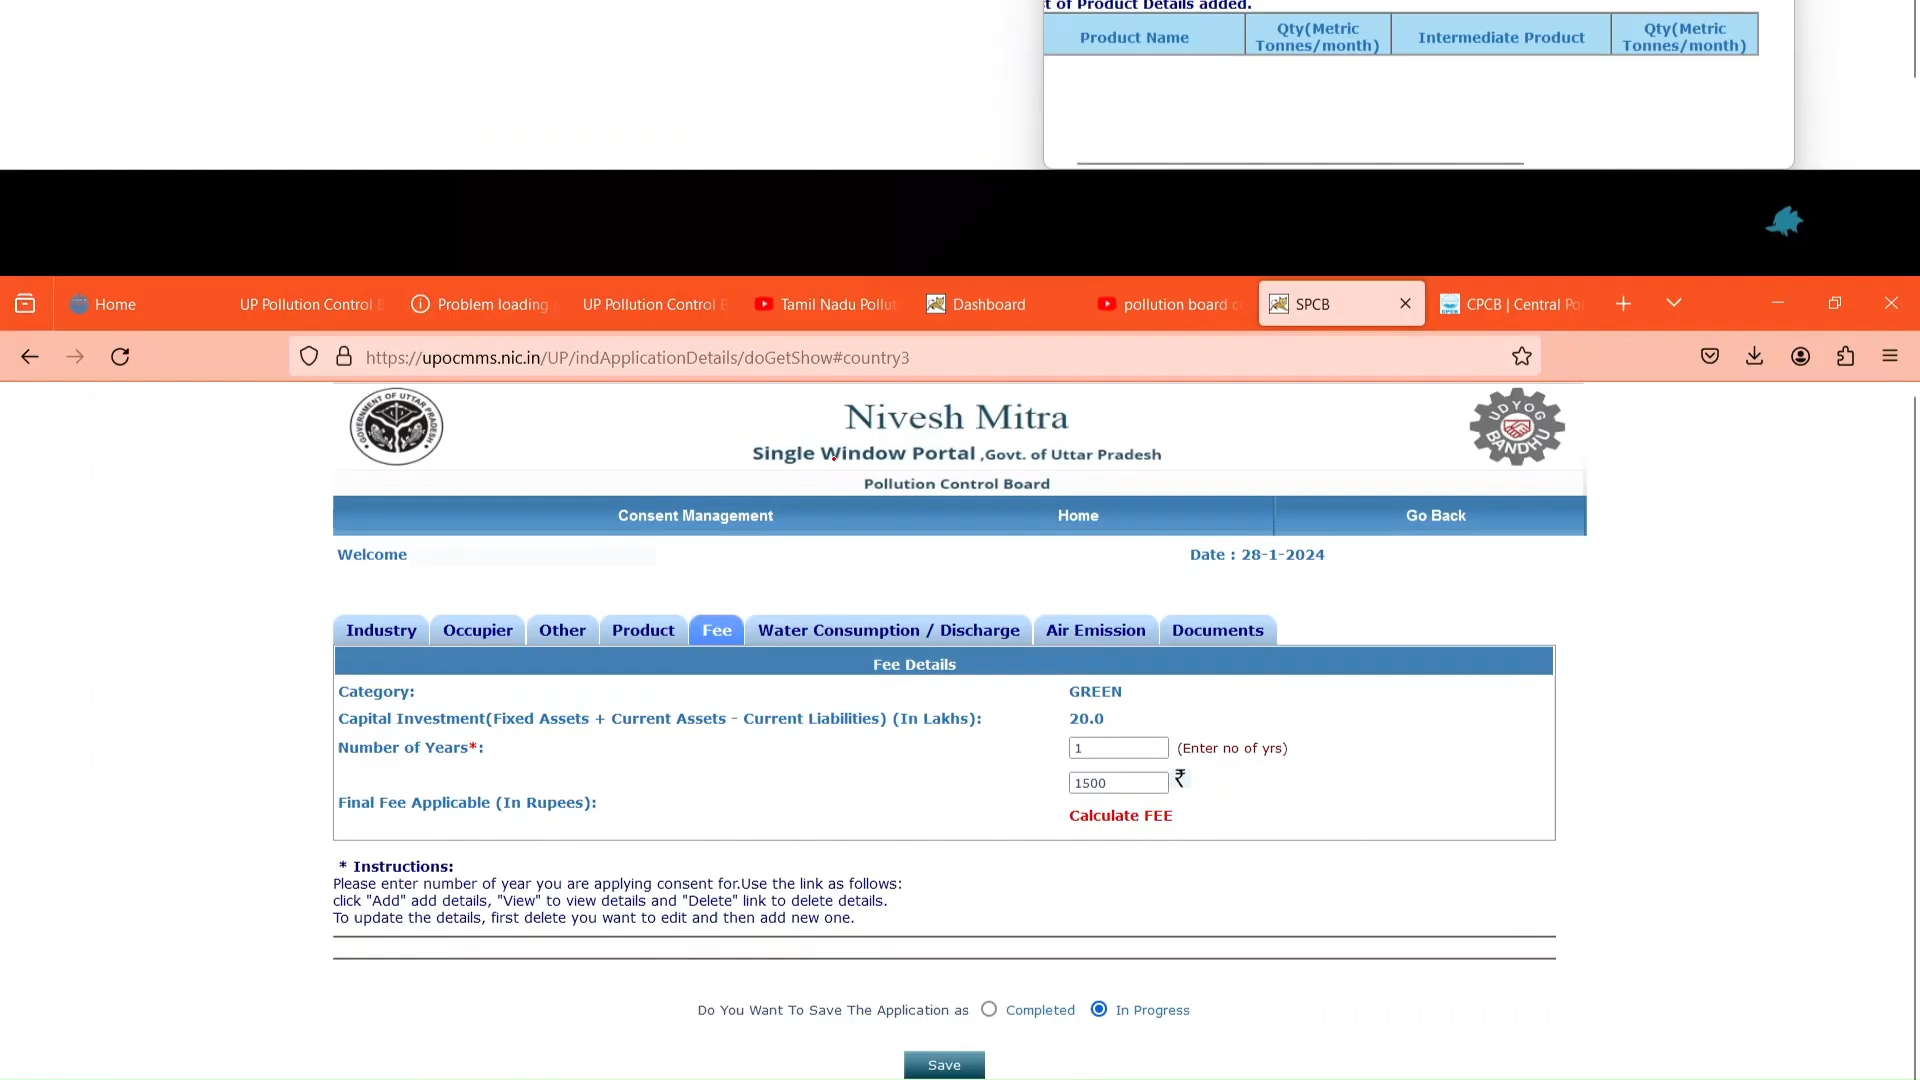 t of Product Details added.
Product Name Qty(Metric Tonnes/month) Intermediate Product Qty(Metric Tonnes/month)
Home UP Pollution Control Problem loading UP Pollution Control Tamil Nadu Pollut Dashboard pollution board c SPCB CPCB | Central Po
https://upocmms.nic.in/UP/indApplicationDetails/doGetShow#country3
GOVERNMENT OF UTTAR PRADESH
Nivesh Mitra
UDYOG BANDHU
Single Window Portal ,Govt. of Uttar Pradesh
Pollution Control Board
Consent Management Home Go Back
Welcome Date : 28-1-2024
Industry Occupier Other Product Fee Water Consumption / Discharge Air Emission Documents
Fee Details
Category: GREEN
Capital Investment(Fixed Assets + Current Assets - Current Liabilities) (In Lakhs): 20.0
Number of Years*: 1 (Enter no of yrs)
1500 ₹
Final Fee Applicable (In Rupees):
Calculate FEE
* Instructions:
Please enter number of year you are applying consent for.Use the link as follows:
click "Add" add details, "View" to view details and "Delete" link to delete details.
To update the details, first delete you want to edit and then add new one.
Do You Want To Save The Application as Completed In Progress
Save